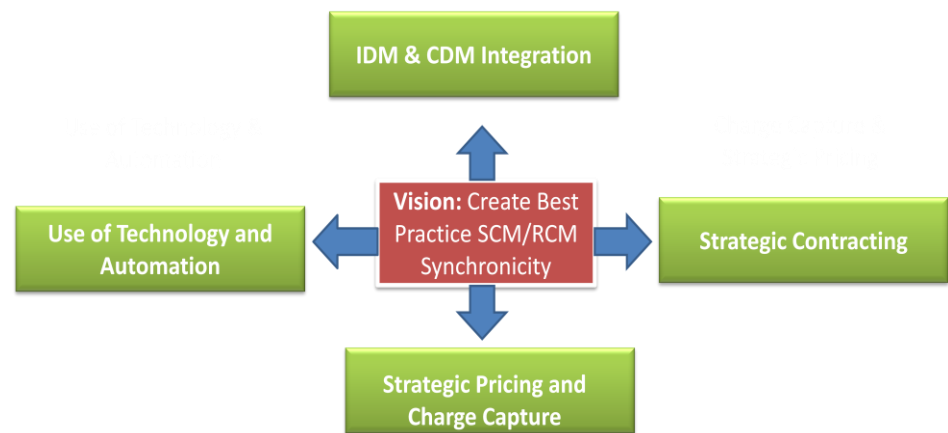 IDM & CDM Integration
Vision: Create Best
Practice SCM/RCM
Synchronicity
Use of Technology and
Automation
Strategic Contracting
Strategic Pricing and
Charge Capture